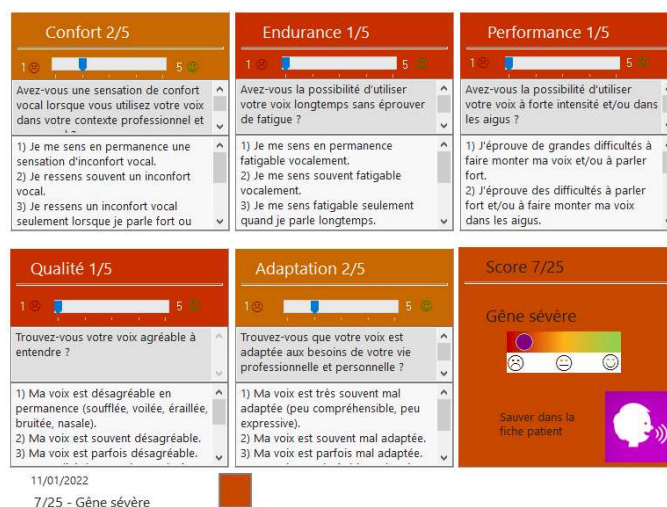 Confort 2/5
1 5
Avez-vous une sensation de confort
vocal lorsque vous utilisez votre voix
dans votre contexte professionnel et
1) Je me sens en permanence une
sensation d'inconfort vocal.
2) Je ressens souvent un inconfort
vocal.
3) Je ressens un inconfort vocal
seulement lorsque je parle fort ou
Endurance 1/5
1 5
Avez-vous la possibilité d'utiliser
votre voix longtemps sans éprouver
de fatigue ?
1) Je me sens en permanence
fatigable vocalement.
2) Je me sens souvent fatigable
vocalement.
3) Je me sens fatigable seulement
quand je parle longtemps.
Performance 1/5
1 5
Avez-vous la possibilité d'utiliser
votre voix à forte intensité et/ou dans
les aigus ?
1) J'éprouve de grandes difficultés à
faire monter ma voix et/ou à parler
fort.
2) J'éprouve des difficultés à parler
fort et/ou à faire monter ma voix
dans les aigus.
Qualité 1/5
1 5
Trouvez-vous votre voix agréable à
entendre ?
1) Ma voix est désagréable en
permanence (soufflée, voilée, éraillée,
bruitée, nasale).
2) Ma voix est souvent désagréable.
3) Ma voix est parfois désagréable.
Adaptation 2/5
1 5
Trouvez-vous que votre voix est
adaptée aux besoins de votre vie
professionnelle et personnelle ?
1) Ma voix est très souvent mal
adaptée (peu compréhensible, peu
expressive).
2) Ma voix est souvent mal adaptée.
3) Ma voix est parfois mal adaptée.
Score 7/25
Gêne sévère
Sauver dans la
fiche patient
11/01/2022
7/25 - Gêne sévère